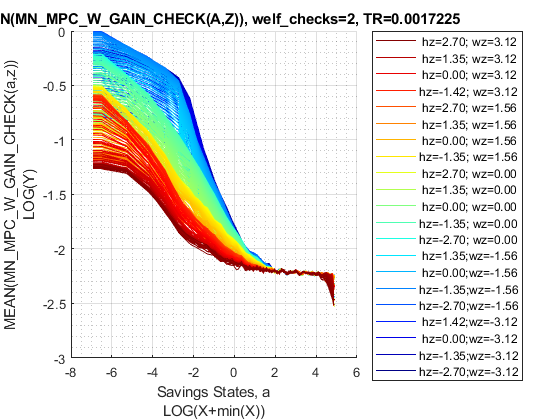 N(MN_MPC_W_GAIN_CHECK(A,Z)), welf_checks=2, TR=0.0017225
0
-0.5
-1
-1.5
-2
-2.5
-3
-8
-6
-4
-2
0
2
4
6
MEAN(MN_MPC_W_GAIN_CHECK(a,z))
LOG(Y)
Savings States, a
LOG(X+min(X))
hz=2.70; wz=3.12
hz=1.35; wz=3.12
hz=0.00; wz=3.12
hz=-1.42; wz=3.12
hz=2.70; wz=1.56
hz=1.35; wz=1.56
hz=0.00; wz=1.56
hz=-1.35; wz=1.56
hz=2.70; wz=0.00
hz=1.35; wz=0.00
hz=0.00; wz=0.00
hz=-1.35; wz=0.00
hz=-2.70; wz=0.00
hz=1.35;wz=-1.56
hz=0.00;wz=-1.56
hz=-1.35;wz=-1.56
hz=-2.70;wz=-1.56
hz=1.42;wz=-3.12
hz=0.00;wz=-3.12
hz=-1.35;wz=-3.12
hz=-2.70;wz=-3.12